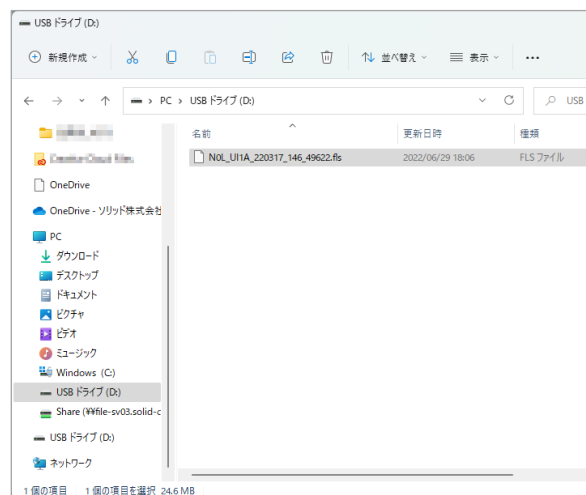 USB ドライブ (D:)
新規作成 並べ替え 表示
PC USB ドライブ (D:) USB
名前 更新日時 種類
N0L_UI1A_220317_146_49622.fls 2022/06/29 18:06 FLS ファイル
Creative Cloud Files
OneDrive
OneDrive - ソリッド株式会社
PC
ダウンロード
デスクトップ
ドキュメント
ピクチャ
ビデオ
ミュージック
Windows (C:)
USB ドライブ (D:)
Share (¥¥file-sv03.solid-c
USB ドライブ (D:)
ネットワーク
1 個の項目 1 個の項目を選択 24.6 MB